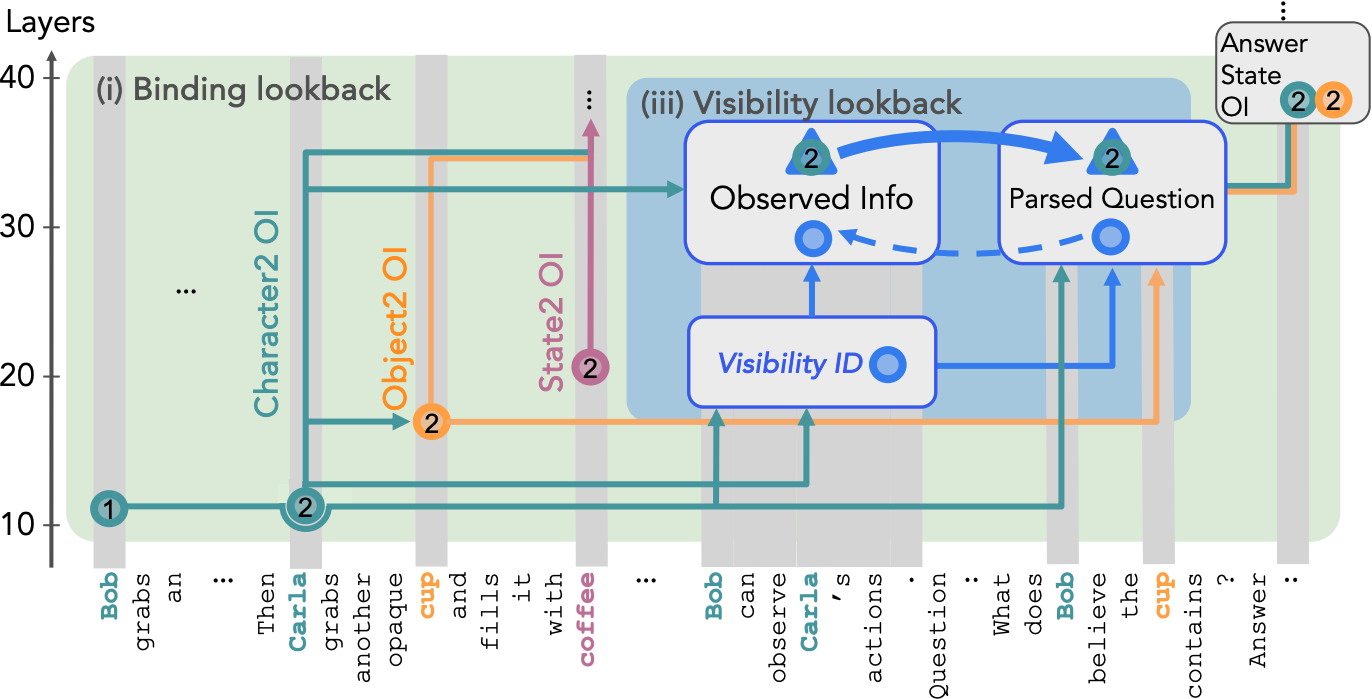 Layers
40
30
20
10
(i) Binding lookback
(iii) Visibility lookback
⋮
Answer
State
OI
2
2
⋮
2
2
Observed Info
Parsed Question
...
Character2 OI
Object2 OI
State2 OI
2
Visibility ID
2
1
2
Bob
grabs
an
...
Then
Carla
grabs
another
opaque
cup
and
fills
it
with
coffee
...
Bob
can
observe
Carla
's
actions
.
Question
:
What
does
Bob
believe
the
cup
contains
?
Answer
: